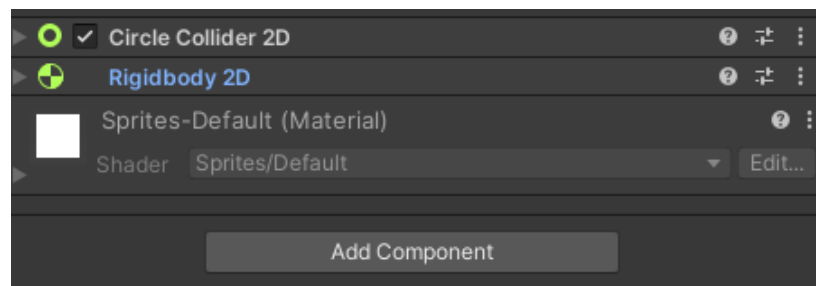 Circle Collider 2D
Rigidbody 2D
Sprites-Default (Material)
Shader Sprites/Default Edit...
Add Component